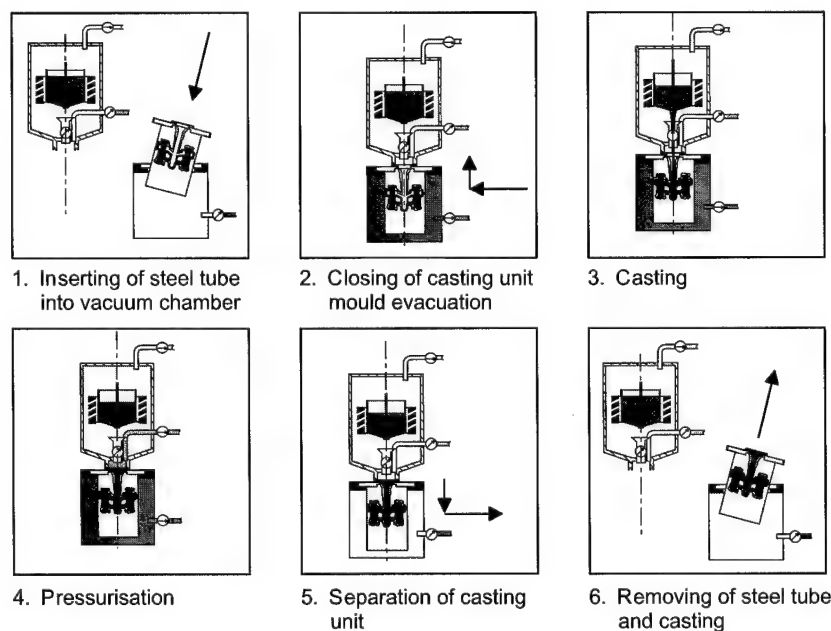 1. Inserting of steel tube
into vacuum chamber
2. Closing of casting unit
mould evacuation
3. Casting
4. Pressurisation
5. Separation of casting
unit
6. Removing of steel tube
and casting